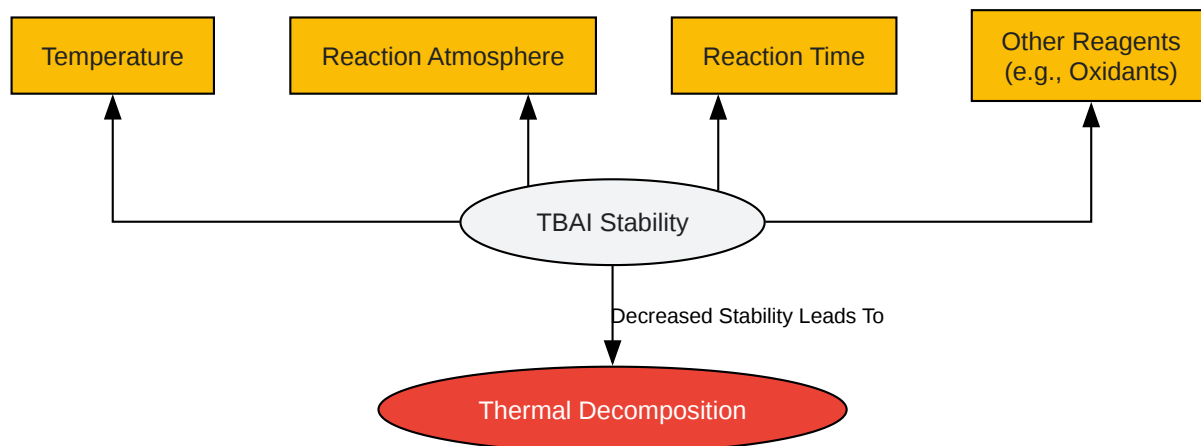 Temperature
Reaction Atmosphere
Reaction Time
Other Reagents
(e.g., Oxidants)
TBAI Stability
Decreased Stability Leads To
Thermal Decomposition